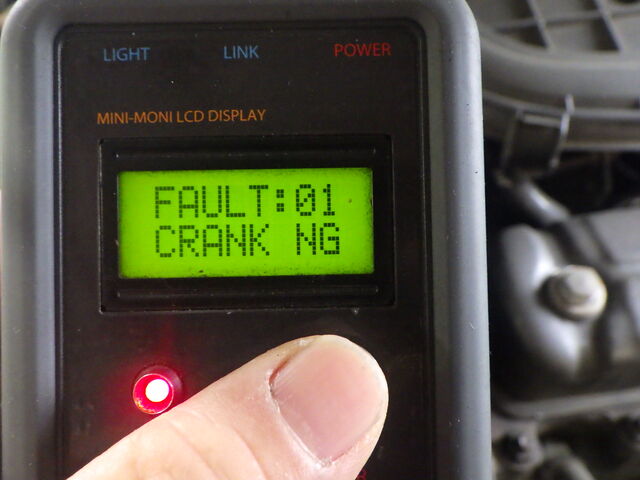 LIGHT LINK POWER
MINI-MONI LCD DISPLAY
FAULT:01
CRANK NG